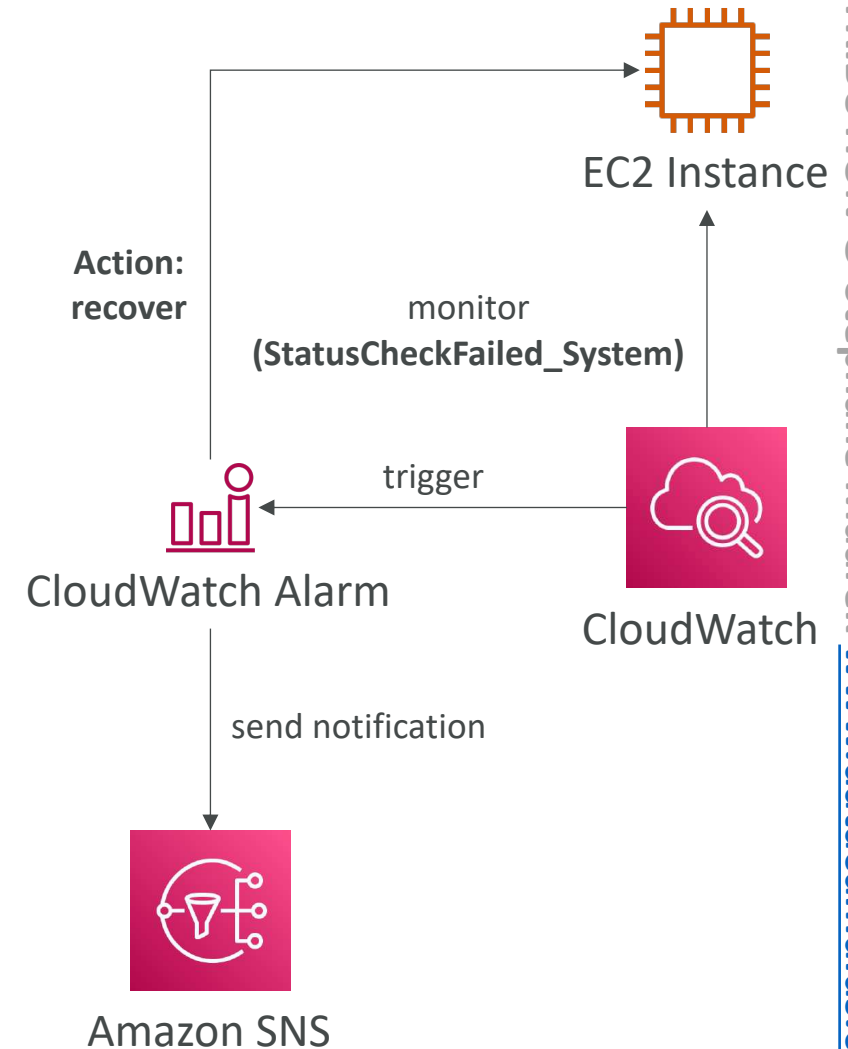 EC2 Instance
Action:
recover
monitor
(StatusCheckFailed_System)
trigger
CloudWatch Alarm
CloudWatch
send notification
Amazon SNS